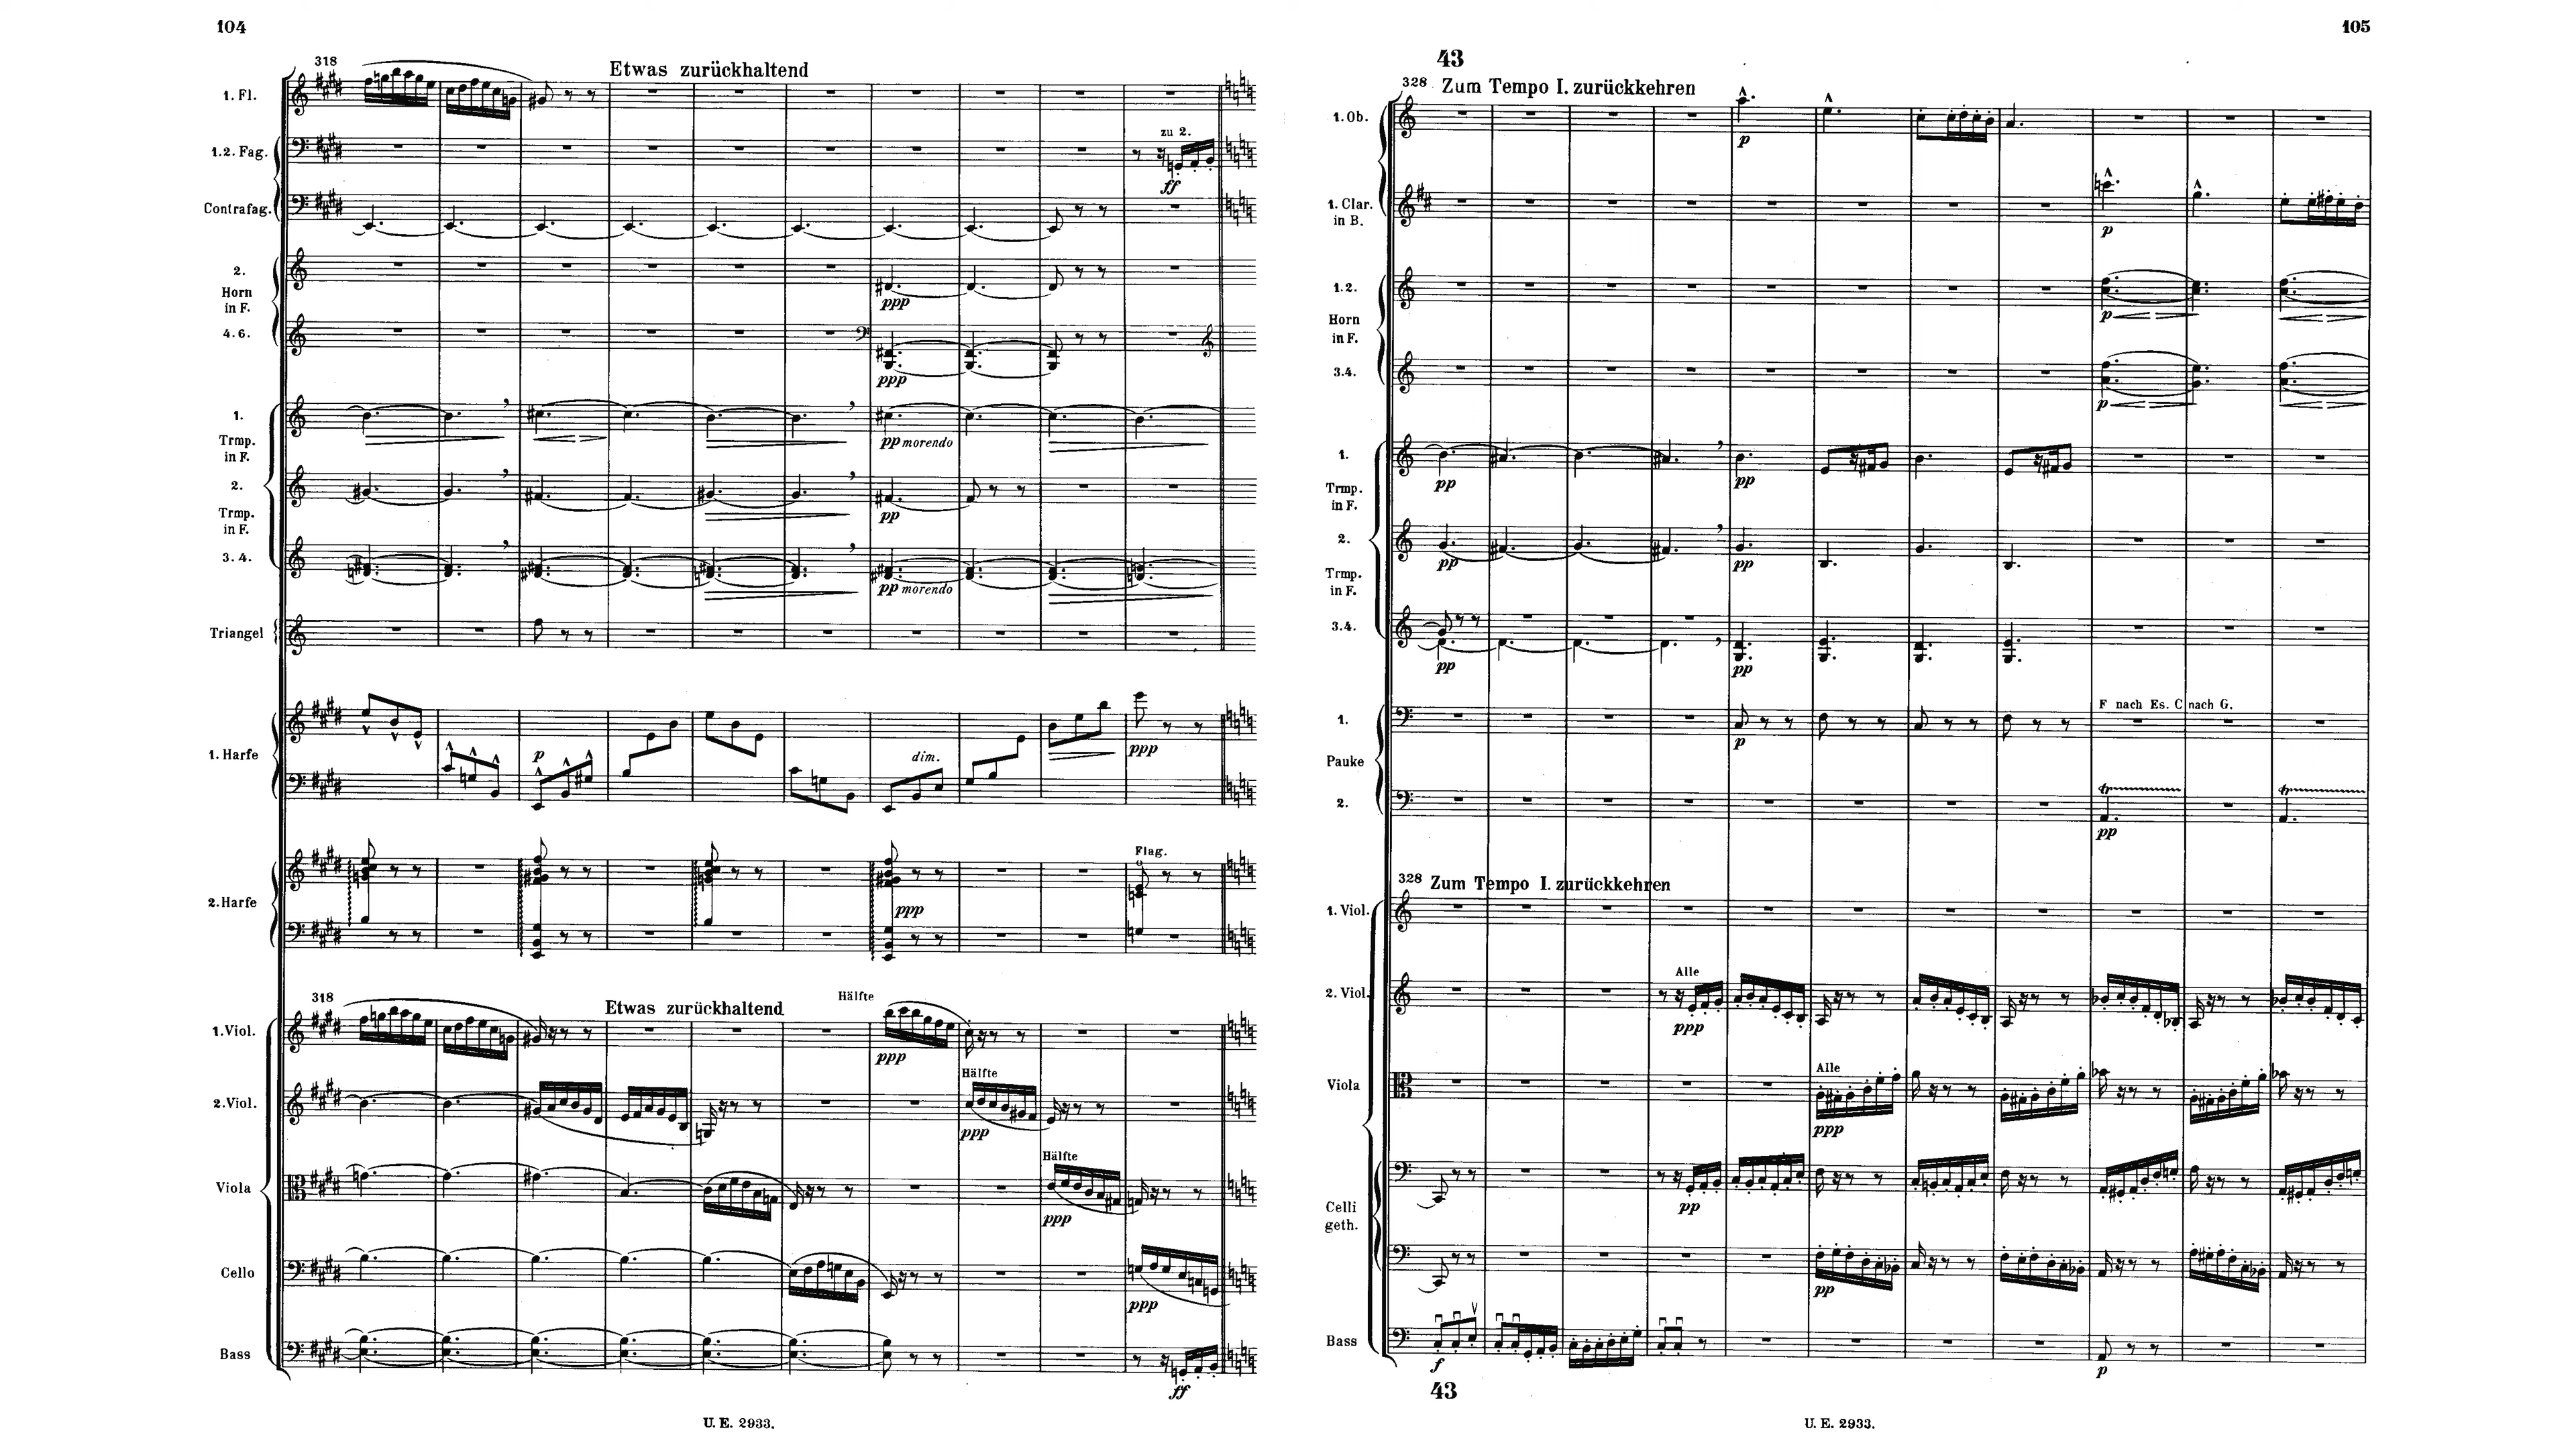 104
318
Etwas zurückhaltend
1. Fl.
zu 2.
1.2. Fag.
ff
Contrafag.
2.
Horn
in F.
ppp
4. 6.
ppp
1.
Trmp.
in F.
pp morendo
2.
Trmp.
in F.
pp
3. 4.
pp morendo
Triangel
1. Harfe
p
dim.
ppp
Flag.
2. Harfe
ppp
318
Etwas zurückhaltend
Hälfte
1. Viol.
ppp
Hälfte
2. Viol.
ppp
Hälfte
Viola
ppp
Cello
ppp
Bass
ff
U. E. 2933.
105
43
328 Zum Tempo I. zurückkehren
1. Ob.
p
1. Clar.
in B.
p
1.2.
p
Horn
in F.
3.4.
p
1.
pp
pp
Trmp.
in F.
2.
pp
pp
Trmp.
in F.
3.4.
pp
pp
F nach Es. C nach G.
1.
p
Pauke
2.
tr
tr
pp
328 Zum Tempo I. zurückkehren
1. Viol.
Alle
2. Viol.
ppp
Alle
Viola
ppp
pp
Celli
geth.
pp
Bass
f
p
43
U. E. 2933.